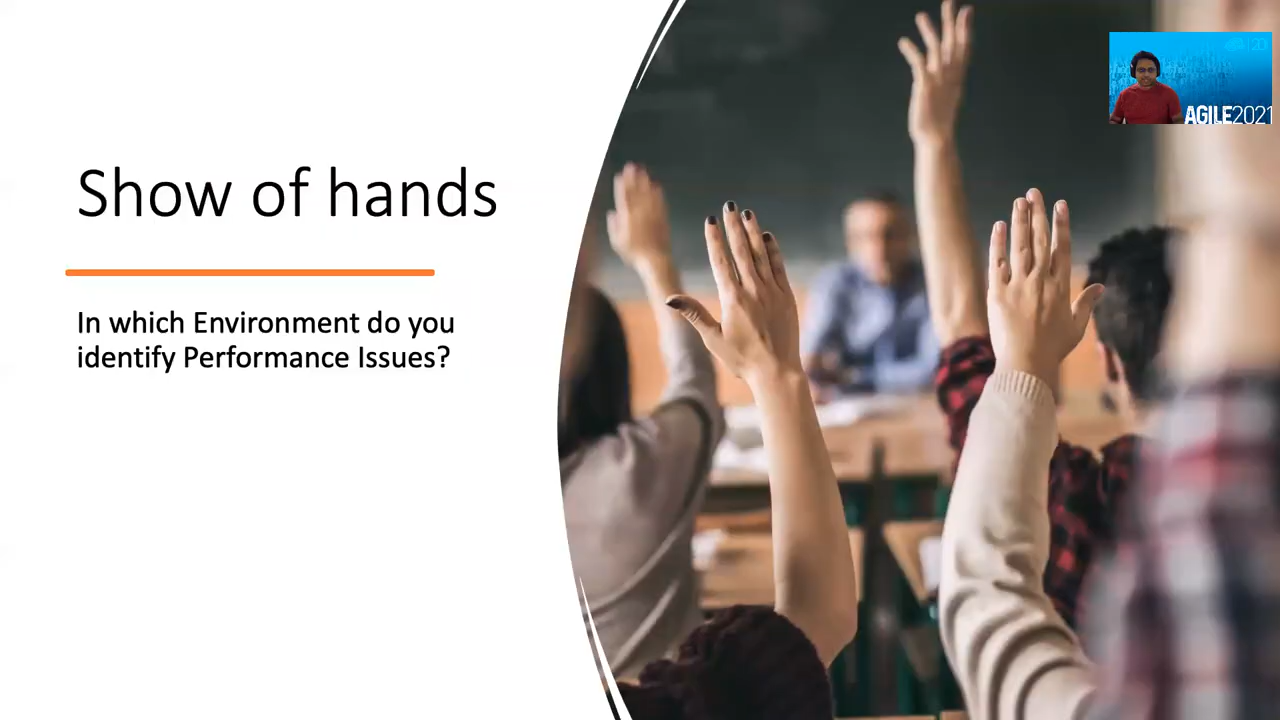 Show of hands
In which Environment do you
identify Performance Issues?
AGILE2021